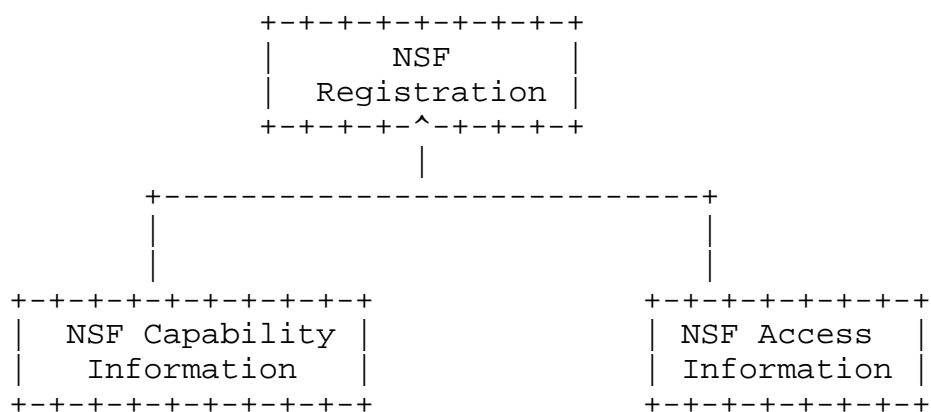 NSF
Registration
NSF Capability
Information
NSF Access
Information